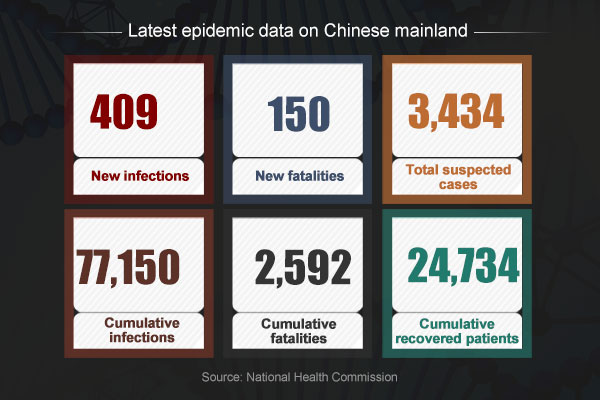 Latest epidemic data on Chinese mainland
409
New infections
150
New fatalities
3,434
Total suspected
cases
77,150
Cumulative
infections
2,592
Cumulative
fatalities
24,734
Cumulative
recovered patients
Source: National Health Commission